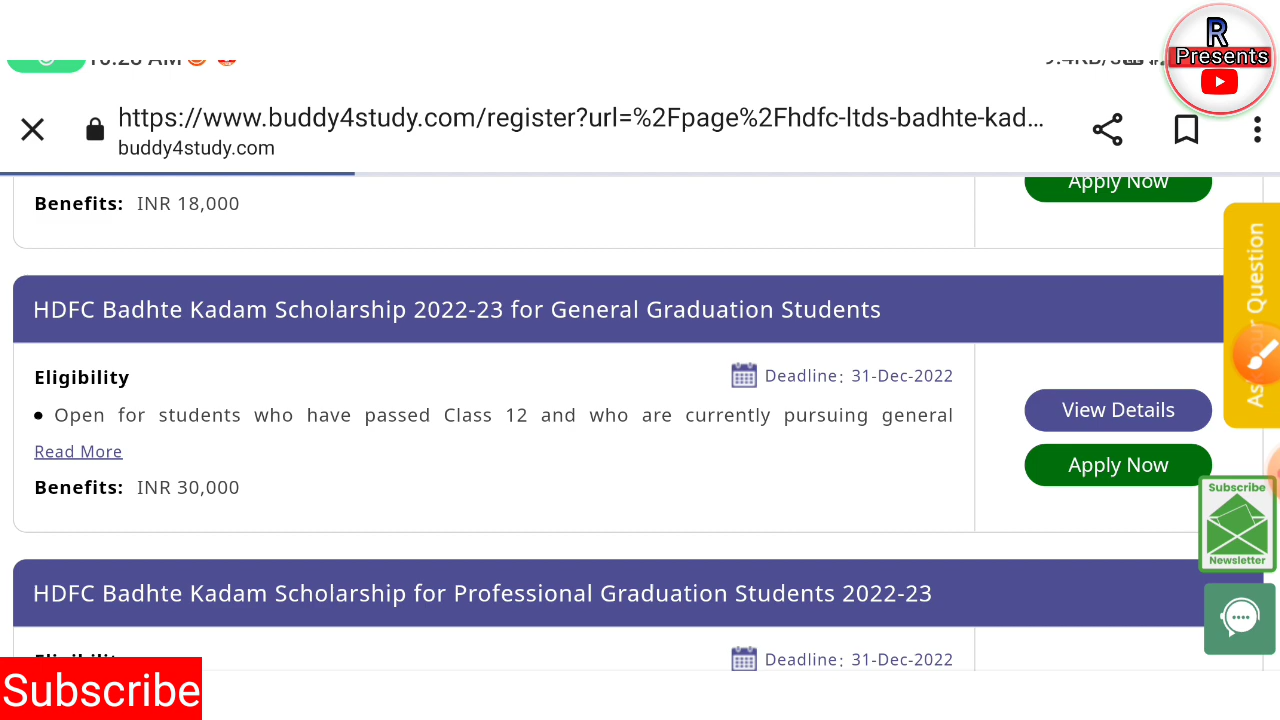 R
Presents
https://www.buddy4study.com/register?url=%2Fpage%2Fhdfc-ltds-badhte-kad...
buddy4study.com
Benefits: INR 18,000
Apply Now
HDFC Badhte Kadam Scholarship 2022-23 for General Graduation Students
Eligibility
Deadline: 31-Dec-2022
• Open for students who have passed Class 12 and who are currently pursuing general
Read More
Benefits: INR 30,000
View Details
Apply Now
Question
Subscribe
Newsletter
HDFC Badhte Kadam Scholarship for Professional Graduation Students 2022-23
Eligibility
Deadline: 31-Dec-2022
Subscribe